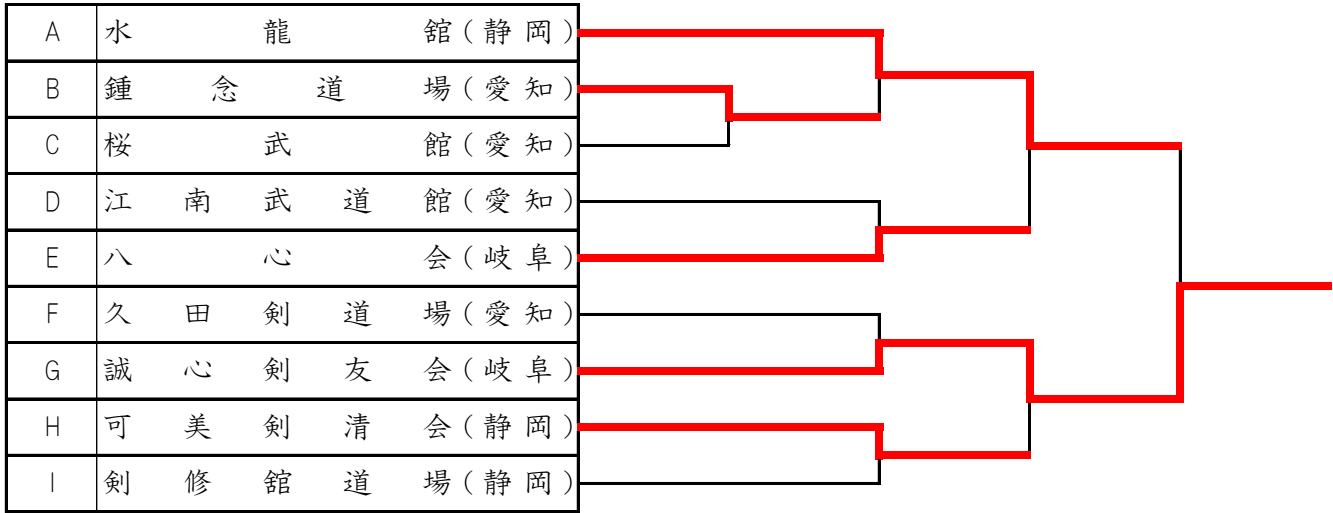 A 水龍舘(静岡)
B 鍾念道場(愛知)
C 桜武館(愛知)
D 江南武道館(愛知)
E 八心会(岐阜)
F 久田剣道場(愛知)
G 誠心剣友会(岐阜)
H 可美剣清会(静岡)
I 剣修舘道場(静岡)